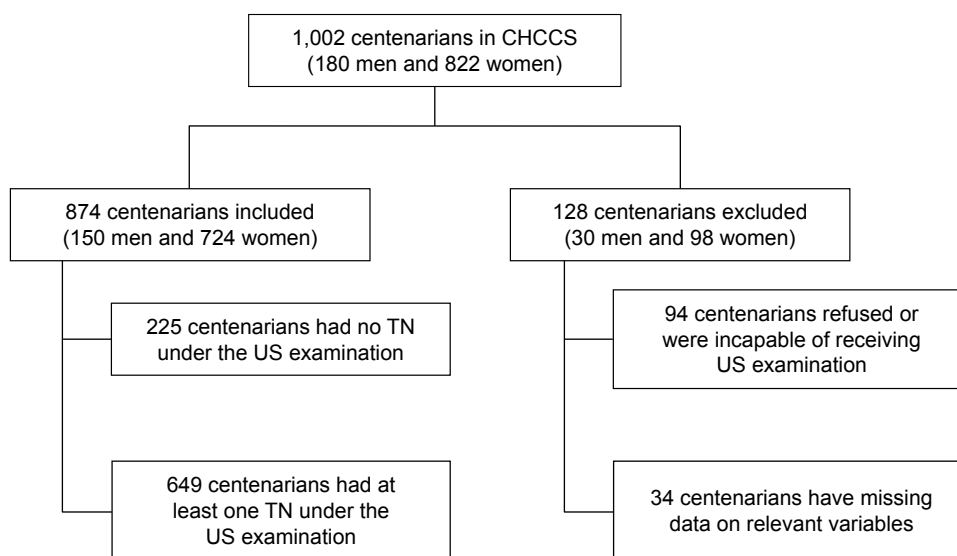 1,002 centenarians in CHCCS
(180 men and 822 women)
874 centenarians included
(150 men and 724 women)
128 centenarians excluded
(30 men and 98 women)
225 centenarians had no TN
under the US examination
94 centenarians refused or
were incapable of receiving
US examination
649 centenarians had at
least one TN under the
US examination
34 centenarians have missing
data on relevant variables